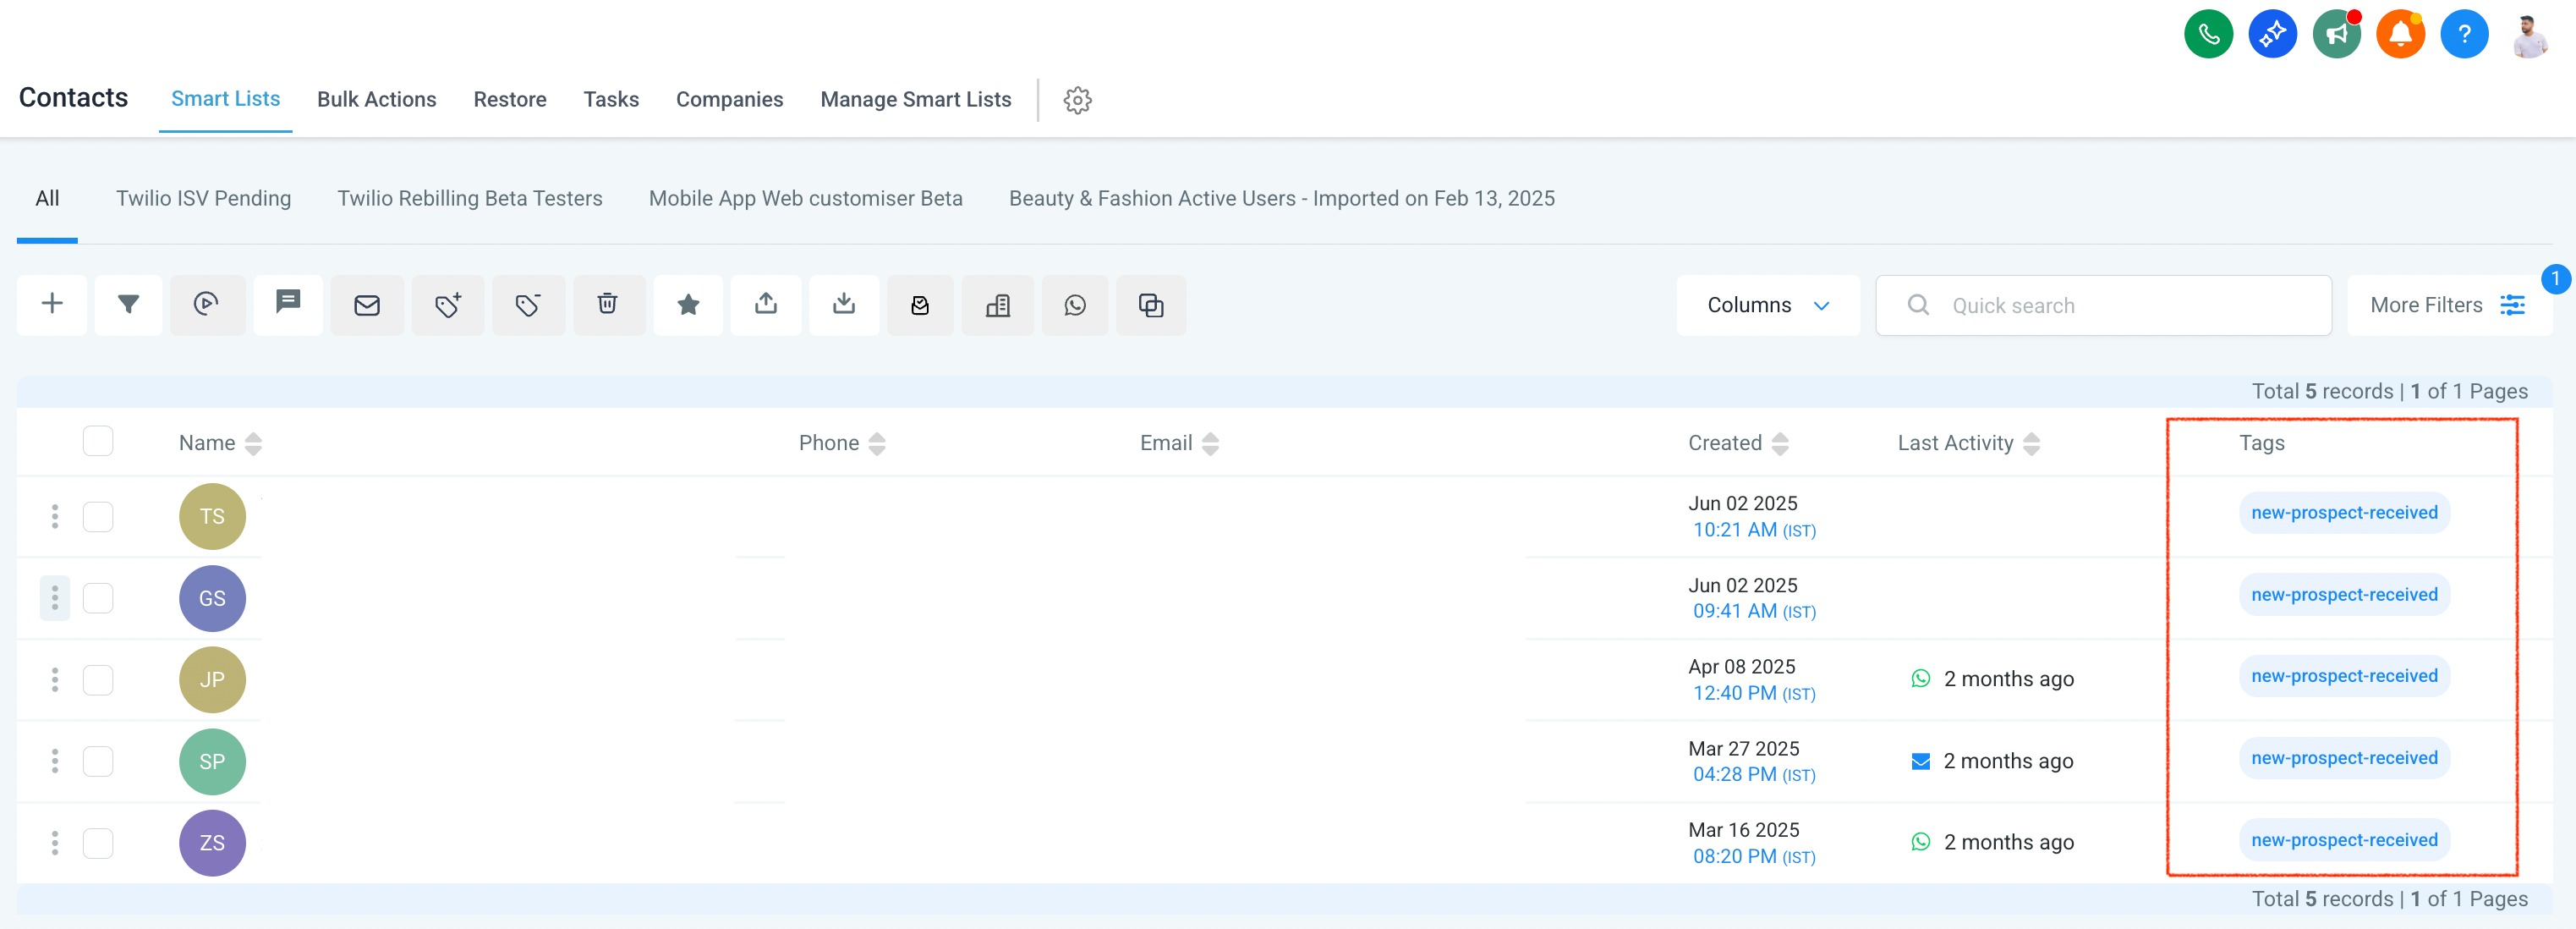 ?
Contacts Smart Lists Bulk Actions Restore Tasks Companies Manage Smart Lists
All Twilio ISV Pending Twilio Rebilling Beta Testers Mobile App Web customiser Beta Beauty & Fashion Active Users - Imported on Feb 13, 2025
Columns Quick search More Filters 1
Total 5 records | 1 of 1 Pages
Name Phone Email Created Last Activity Tags
TS Jun 02 2025 new-prospect-received
10:21 AM (IST)
GS Jun 02 2025 new-prospect-received
09:41 AM (IST)
JP Apr 08 2025 2 months ago new-prospect-received
12:40 PM (IST)
SP Mar 27 2025 2 months ago new-prospect-received
04:28 PM (IST)
ZS Mar 16 2025 2 months ago new-prospect-received
08:20 PM (IST)
Total 5 records | 1 of 1 Pages